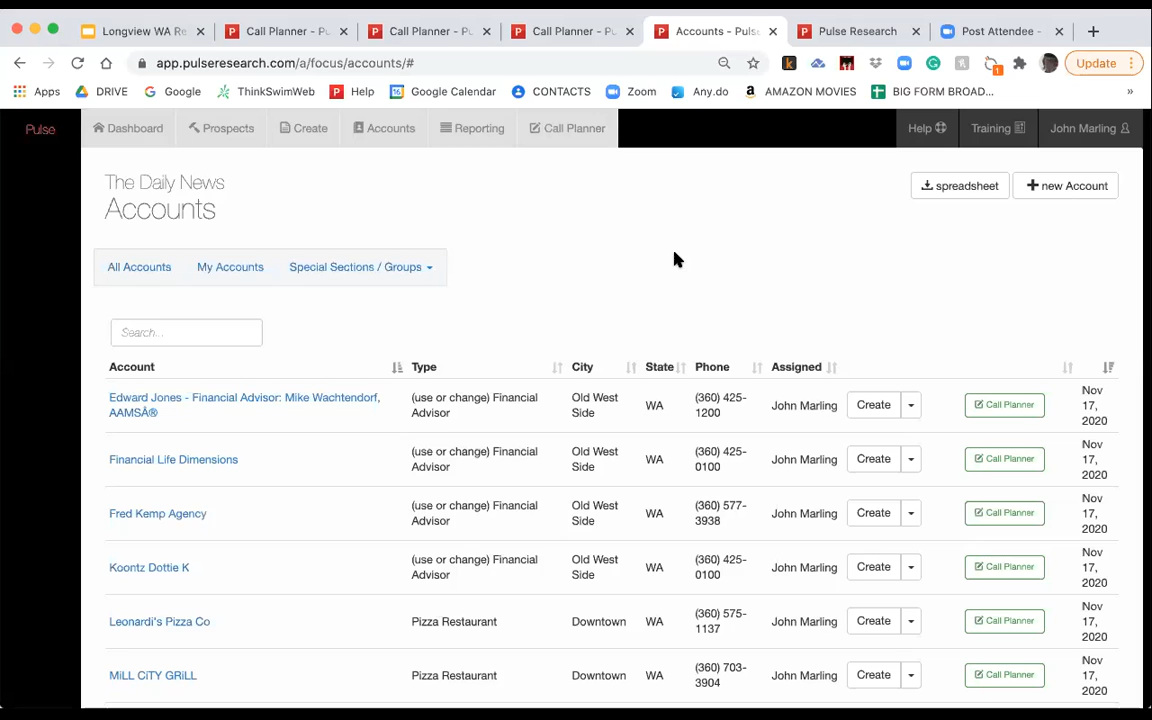 Longview WA Re
Call Planner - Pu
Call Planner - Pu
Call Planner - Pu
Accounts - Pulse
Pulse Research
Post Attendee -
app.pulseresearch.com/a/focus/accounts/#
1
Update
Apps
DRIVE
Google
ThinkSwimWeb
Help
Google Calendar
CONTACTS
Zoom
Any.do
AMAZON MOVIES
BIG FORM BROAD...
»
Pulse
Dashboard
Prospects
Create
Accounts
Reporting
Call Planner
Help
Training
John Marling
The Daily News
Accounts
spreadsheet
new Account
All Accounts
My Accounts
Special Sections / Groups
Search...
Account Type City State Phone Assigned
Edward Jones - Financial Advisor: Mike Wachtendorf,
AAMSÂ®
(use or change) Financial
Advisor
Old West
Side
WA
(360) 425-
1200
John Marling
Create
Call Planner
Nov
17,
2020
Financial Life Dimensions
(use or change) Financial
Advisor
Old West
Side
WA
(360) 425-
0100
John Marling
Create
Call Planner
Nov
17,
2020
Fred Kemp Agency
(use or change) Financial
Advisor
Old West
Side
WA
(360) 577-
3938
John Marling
Create
Call Planner
Nov
17,
2020
Koontz Dottie K
(use or change) Financial
Advisor
Old West
Side
WA
(360) 425-
0100
John Marling
Create
Call Planner
Nov
17,
2020
Leonardi's Pizza Co
Pizza Restaurant
Downtown
WA
(360) 575-
1137
John Marling
Create
Call Planner
Nov
17,
2020
MiLL CiTY GRiLL
Pizza Restaurant
Downtown
WA
(360) 703-
3904
John Marling
Create
Call Planner
Nov
17,
2020